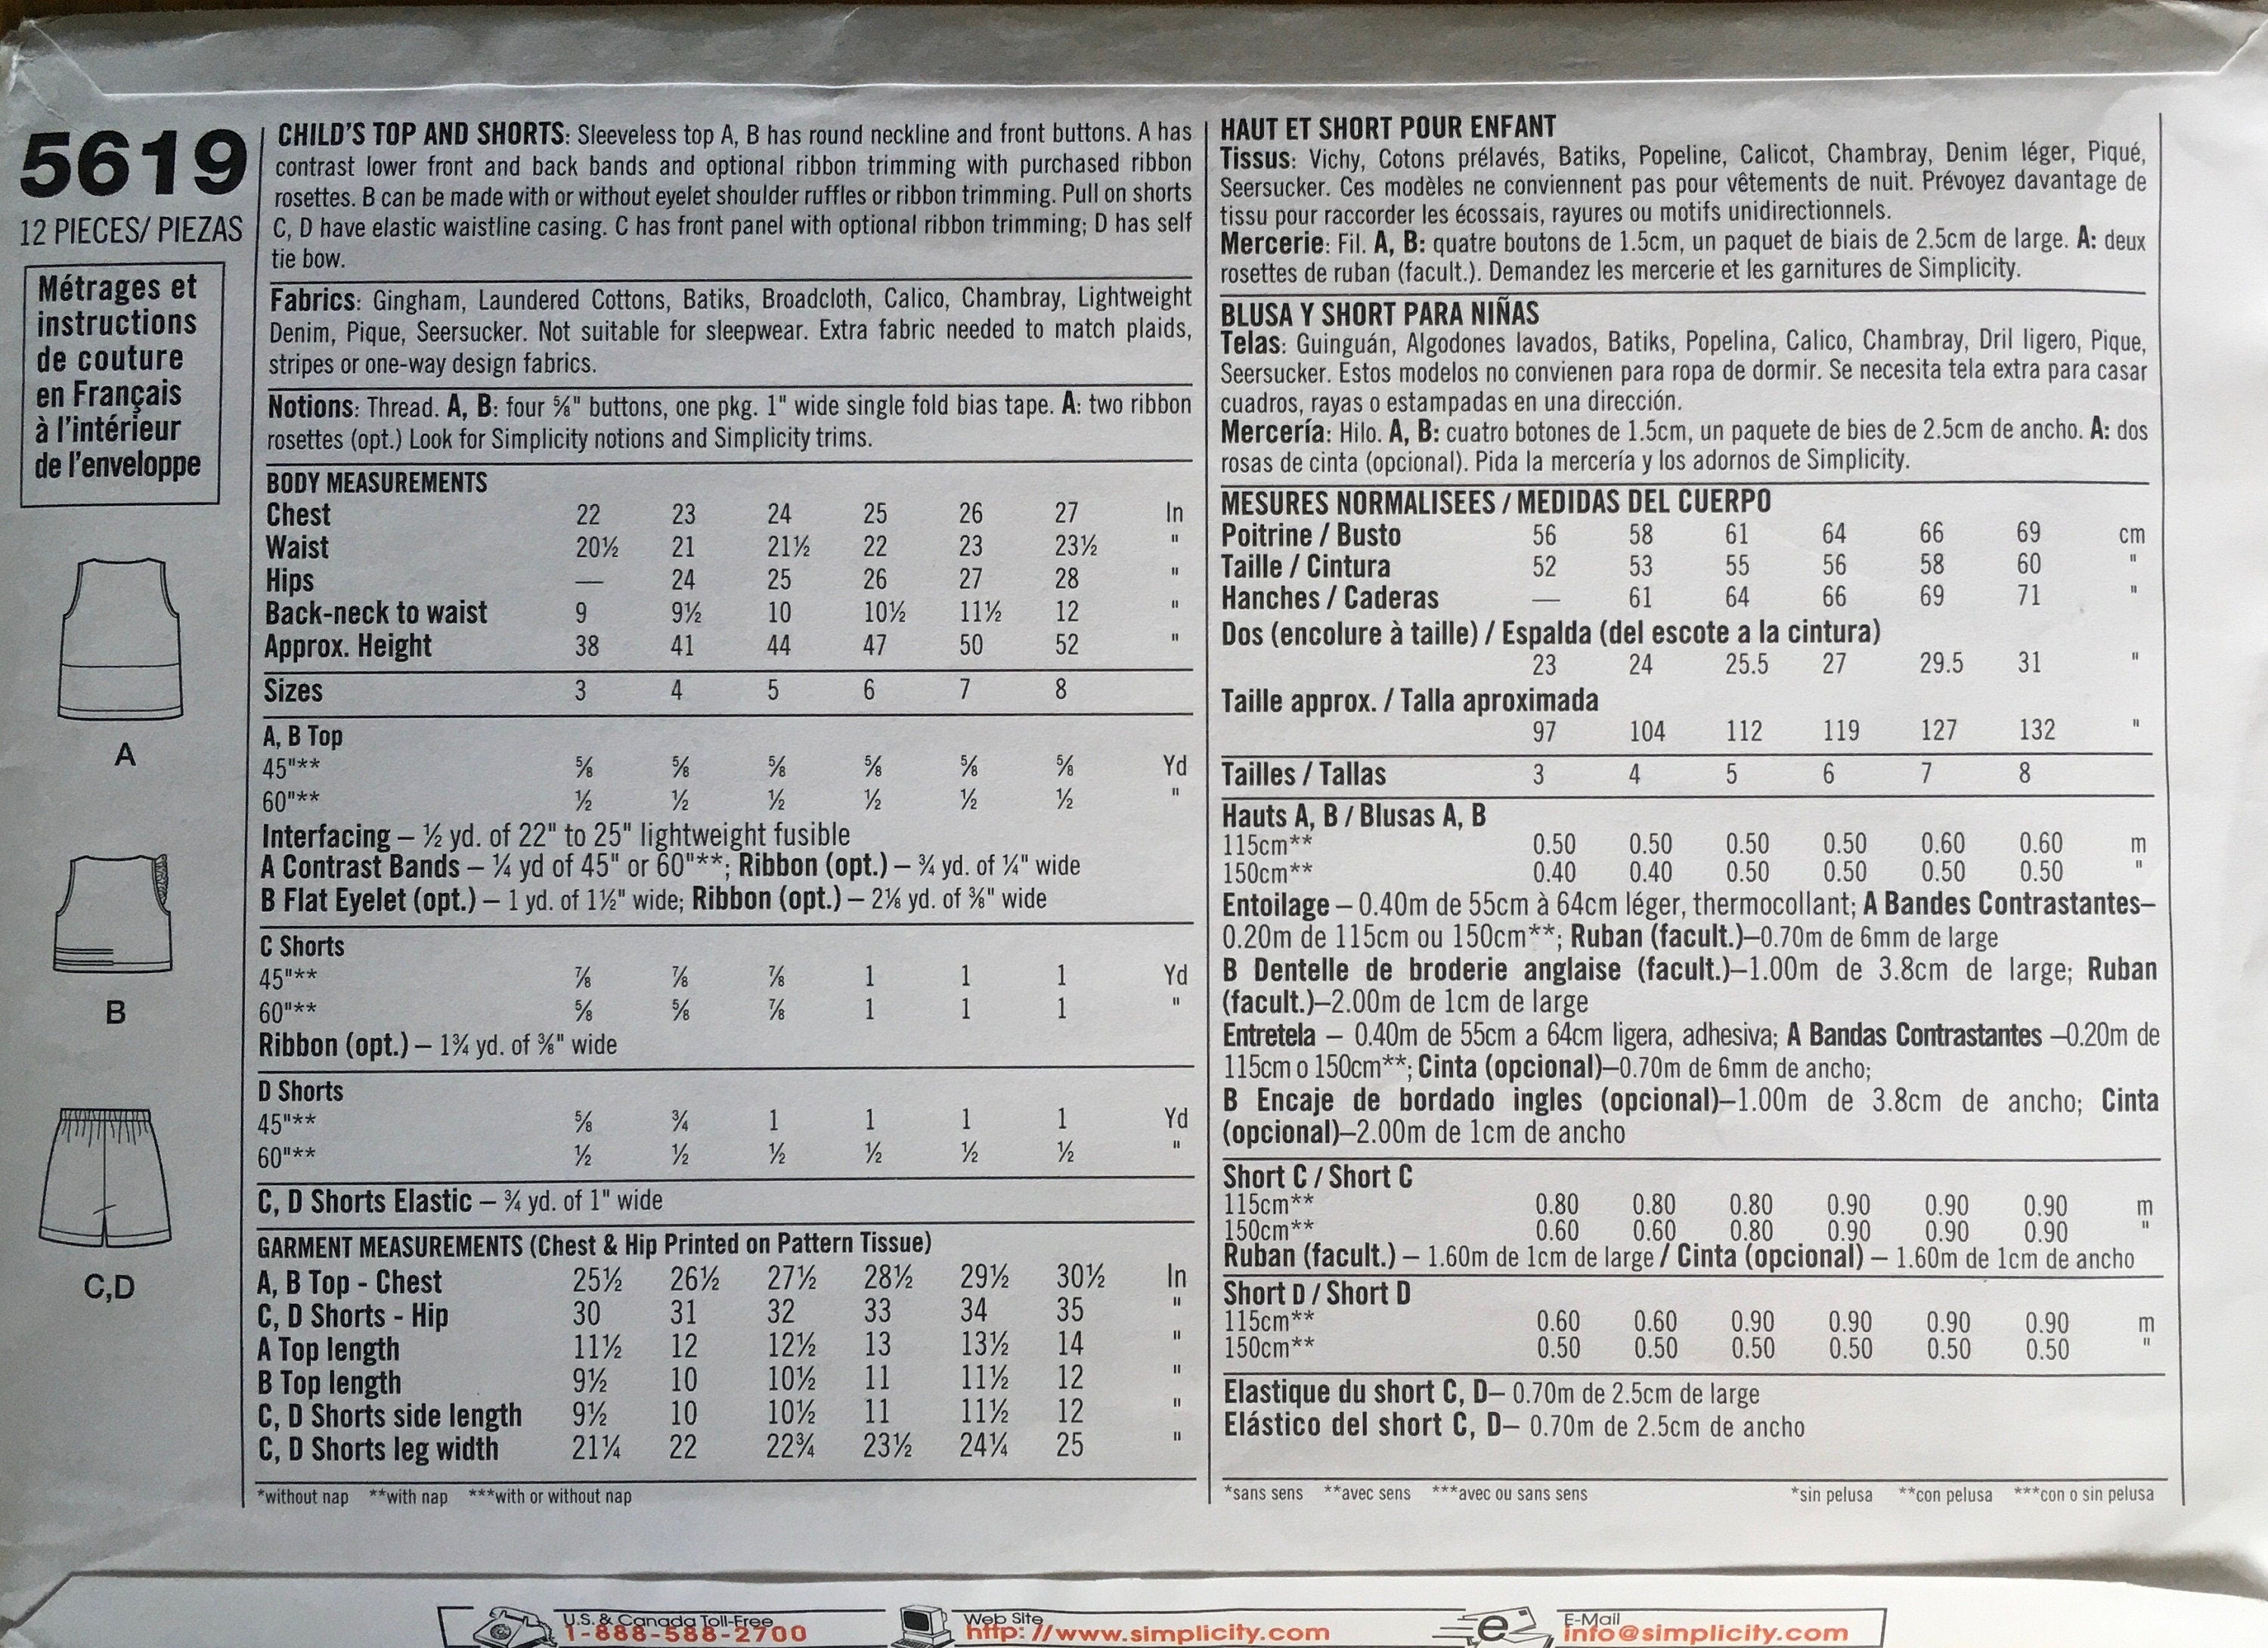 5619
12 PIECES/ PIEZAS
Métrages et
instructions
de couture
en Français
à l'intérieur
de l'enveloppe
A
B
C,D
CHILD'S TOP AND SHORTS: Sleeveless top A, B has round neckline and front buttons. A has
contrast lower front and back bands and optional ribbon trimming with purchased ribbon
rosettes. B can be made with or without eyelet shoulder ruffles or ribbon trimming. Pull on shorts
C, D have elastic waistline casing. C has front panel with optional ribbon trimming; D has self
tie bow.
Fabrics: Gingham, Laundered Cottons, Batiks, Broadcloth, Calico, Chambray, Lightweight
Denim, Pique, Seersucker. Not suitable for sleepwear. Extra fabric needed to match plaids,
stripes or one-way design fabrics.
Notions: Thread. A, B: four ⅝" buttons, one pkg. 1" wide single fold bias tape. A: two ribbon
rosettes (opt.) Look for Simplicity notions and Simplicity trims.
BODY MEASUREMENTS
Chest 22 23 24 25 26 27 In
Waist 20½ 21 21½ 22 23 23½ "
Hips — 24 25 26 27 28 "
Back-neck to waist 9 9½ 10 10½ 11½ 12 "
Approx. Height 38 41 44 47 50 52 "
Sizes 3 4 5 6 7 8
A, B Top
45"** ⅝ ⅝ ⅝ ⅝ ⅝ ⅝ Yd
60"** ½ ½ ½ ½ ½ ½ "
Interfacing – ½ yd. of 22" to 25" lightweight fusible
A Contrast Bands – ¼ yd of 45" or 60"**; Ribbon (opt.) – ¾ yd. of ¼" wide
B Flat Eyelet (opt.) – 1 yd. of 1½" wide; Ribbon (opt.) – 2⅛ yd. of ⅜" wide
C Shorts
45"** ⅞ ⅞ ⅞ 1 1 1 Yd
60"** ⅝ ⅝ ⅞ 1 1 1 "
Ribbon (opt.) – 1¾ yd. of ⅜" wide
D Shorts
45"** ⅝ ¾ 1 1 1 1 Yd
60"** ½ ½ ½ ½ ½ ½ "
C, D Shorts Elastic – ¾ yd. of 1" wide
GARMENT MEASUREMENTS (Chest & Hip Printed on Pattern Tissue)
A, B Top - Chest 25½ 26½ 27½ 28½ 29½ 30½ In
C, D Shorts - Hip 30 31 32 33 34 35 "
A Top length 11½ 12 12½ 13 13½ 14 "
B Top length 9½ 10 10½ 11 11½ 12 "
C, D Shorts side length 9½ 10 10½ 11 11½ 12 "
C, D Shorts leg width 21¼ 22 22¾ 23½ 24¼ 25 "
*without nap **with nap ***with or without nap
HAUT ET SHORT POUR ENFANT
Tissus: Vichy, Cotons prélavés, Batiks, Popeline, Calicot, Chambray, Denim léger, Piqué,
Seersucker. Ces modèles ne conviennent pas pour vêtements de nuit. Prévoyez davantage de
tissu pour raccorder les écossais, rayures ou motifs unidirectionnels.
Mercerie: Fil. A, B: quatre boutons de 1.5cm, un paquet de biais de 2.5cm de large. A: deux
rosettes de ruban (facult.). Demandez les mercerie et les garnitures de Simplicity.
BLUSA Y SHORT PARA NIÑAS
Telas: Guinguán, Algodones lavados, Batiks, Popelina, Calico, Chambray, Dril ligero, Pique,
Seersucker. Estos modelos no convienen para ropa de dormir. Se necesita tela extra para casar
cuadros, rayas o estampadas en una dirección.
Mercería: Hilo. A, B: cuatro botones de 1.5cm, un paquete de bies de 2.5cm de ancho. A: dos
rosas de cinta (opcional). Pida la mercería y los adornos de Simplicity.
MESURES NORMALISEES / MEDIDAS DEL CUERPO
Poitrine / Busto 56 58 61 64 66 69 cm
Taille / Cintura 52 53 55 56 58 60 "
Hanches / Caderas — 61 64 66 69 71 "
Dos (encolure à taille) / Espalda (del escote a la cintura)
23 24 25.5 27 29.5 31 "
Taille approx. / Talla aproximada
97 104 112 119 127 132 "
Tailles / Tallas 3 4 5 6 7 8
Hauts A, B / Blusas A, B
115cm** 0.50 0.50 0.50 0.50 0.60 0.60 m
150cm** 0.40 0.40 0.50 0.50 0.50 0.50 "
Entoilage – 0.40m de 55cm à 64cm léger, thermocollant; A Bandes Contrastantes–
0.20m de 115cm ou 150cm**; Ruban (facult.)–0.70m de 6mm de large
B Dentelle de broderie anglaise (facult.)–1.00m de 3.8cm de large; Ruban
(facult.)–2.00m de 1cm de large
Entretela – 0.40m de 55cm a 64cm ligera, adhesiva; A Bandas Contrastantes –0.20m de
115cm o 150cm**; Cinta (opcional)–0.70m de 6mm de ancho;
B Encaje de bordado ingles (opcional)–1.00m de 3.8cm de ancho; Cinta
(opcional)–2.00m de 1cm de ancho
Short C / Short C
115cm** 0.80 0.80 0.80 0.90 0.90 0.90 m
150cm** 0.60 0.60 0.80 0.90 0.90 0.90 "
Ruban (facult.) – 1.60m de 1cm de large / Cinta (opcional) – 1.60m de 1cm de ancho
Short D / Short D
115cm** 0.60 0.60 0.90 0.90 0.90 0.90 m
150cm** 0.50 0.50 0.50 0.50 0.50 0.50 "
Elastique du short C, D– 0.70m de 2.5cm de large
Elástico del short C, D– 0.70m de 2.5cm de ancho
*sans sens **avec sens ***avec ou sans sens *sin pelusa **con pelusa ***con o sin pelusa
U.S. & Canada Toll-Free
1-888-588-2700
Web Site
http://www.simplicity.com
e
E-Mail
info@simplicity.com